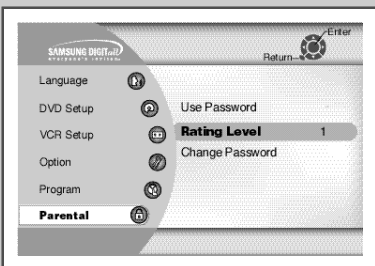 Enter
Return
SAMSUNG DIGITall
Language
DVD Setup
Use Password
VCR Setup
Rating Level 1
Change Password
Option
Program
Parental